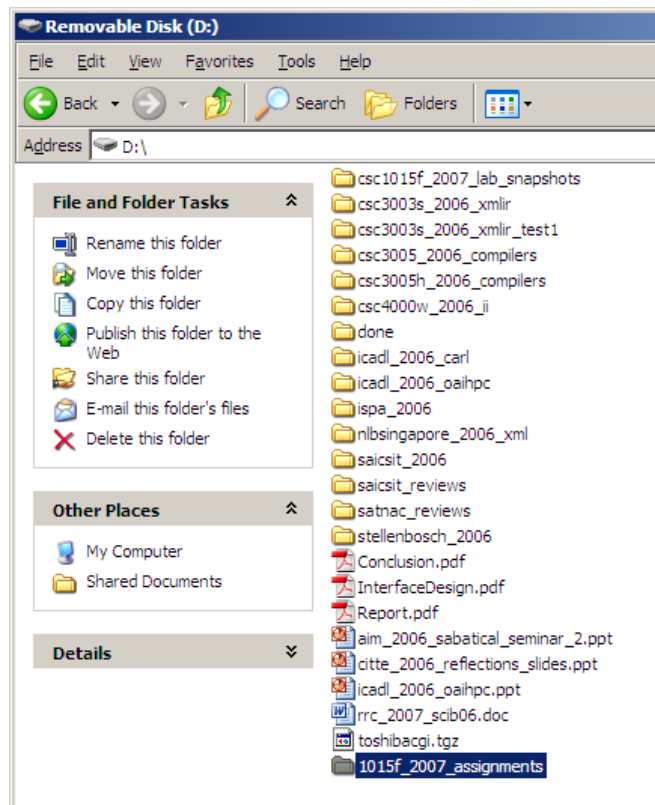 Removable Disk (D:)
File Edit View Favorites Tools Help
Back Search Folders
Address D:\
File and Folder Tasks
Rename this folder
Move this folder
Copy this folder
Publish this folder to the
Web
Share this folder
E-mail this folder's files
Delete this folder
Other Places
My Computer
Shared Documents
Details
csc1015f_2007_lab_snapshots
csc3003s_2006_xmlir
csc3003s_2006_xmlir_test1
csc3005_2006_compilers
csc3005h_2006_compilers
csc4000w_2006_ii
done
icadl_2006_carl
icadl_2006_oaihpc
ispa_2006
nlbsingapore_2006_xml
saicsit_2006
saicsit_reviews
satnac_reviews
stellenbosch_2006
Conclusion.pdf
InterfaceDesign.pdf
Report.pdf
aim_2006_sabatical_seminar_2.ppt
citte_2006_reflections_slides.ppt
icadl_2006_oaihpc.ppt
rrc_2007_scib06.doc
toshibacgi.tgz
1015f_2007_assignments